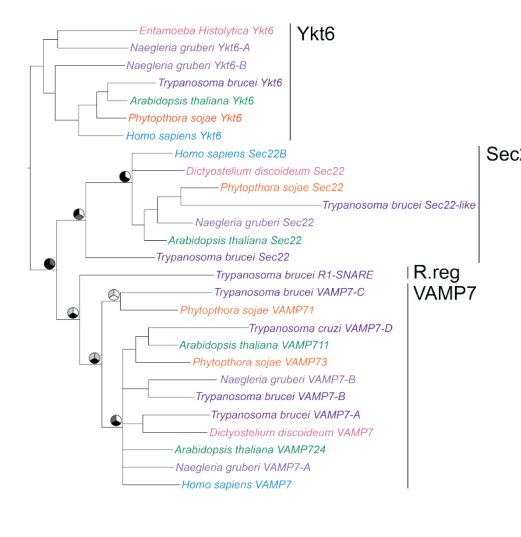 Entamoeba Histolytica Ykt6
Ykt6
Naegleria gruberi Ykt6-A
Naegleria gruberi Ykt6-B
Trypanosoma brucei Ykt6
Arabidopsis thaliana Ykt6
Phytopthora sojae Ykt6
Homo sapiens Ykt6
Homo sapiens Sec22B
Sec2
Dictyostelium discoideum Sec22
Phytopthora sojae Sec22
Trypanosoma brucei Sec22-like
Naegleria gruberi Sec22
Arabidopsis thaliana Sec22
Trypanosoma brucei Sec22
Trypanosoma brucei R1-SNARE
R.reg
Trypanosoma brucei VAMP7-C
VAMP7
Phytopthora sojae VAMP71
Trypanosoma cruzi VAMP7-D
Arabidopsis thaliana VAMP711
Phytopthora sojae VAMP73
Naegleria gruberi VAMP7-B
Trypanosoma brucei VAMP7-B
Trypanosoma brucei VAMP7-A
Dictyostelium discoideum VAMP7
Arabidopsis thaliana VAMP724
Naegleria gruberi VAMP7-A
Homo sapiens VAMP7